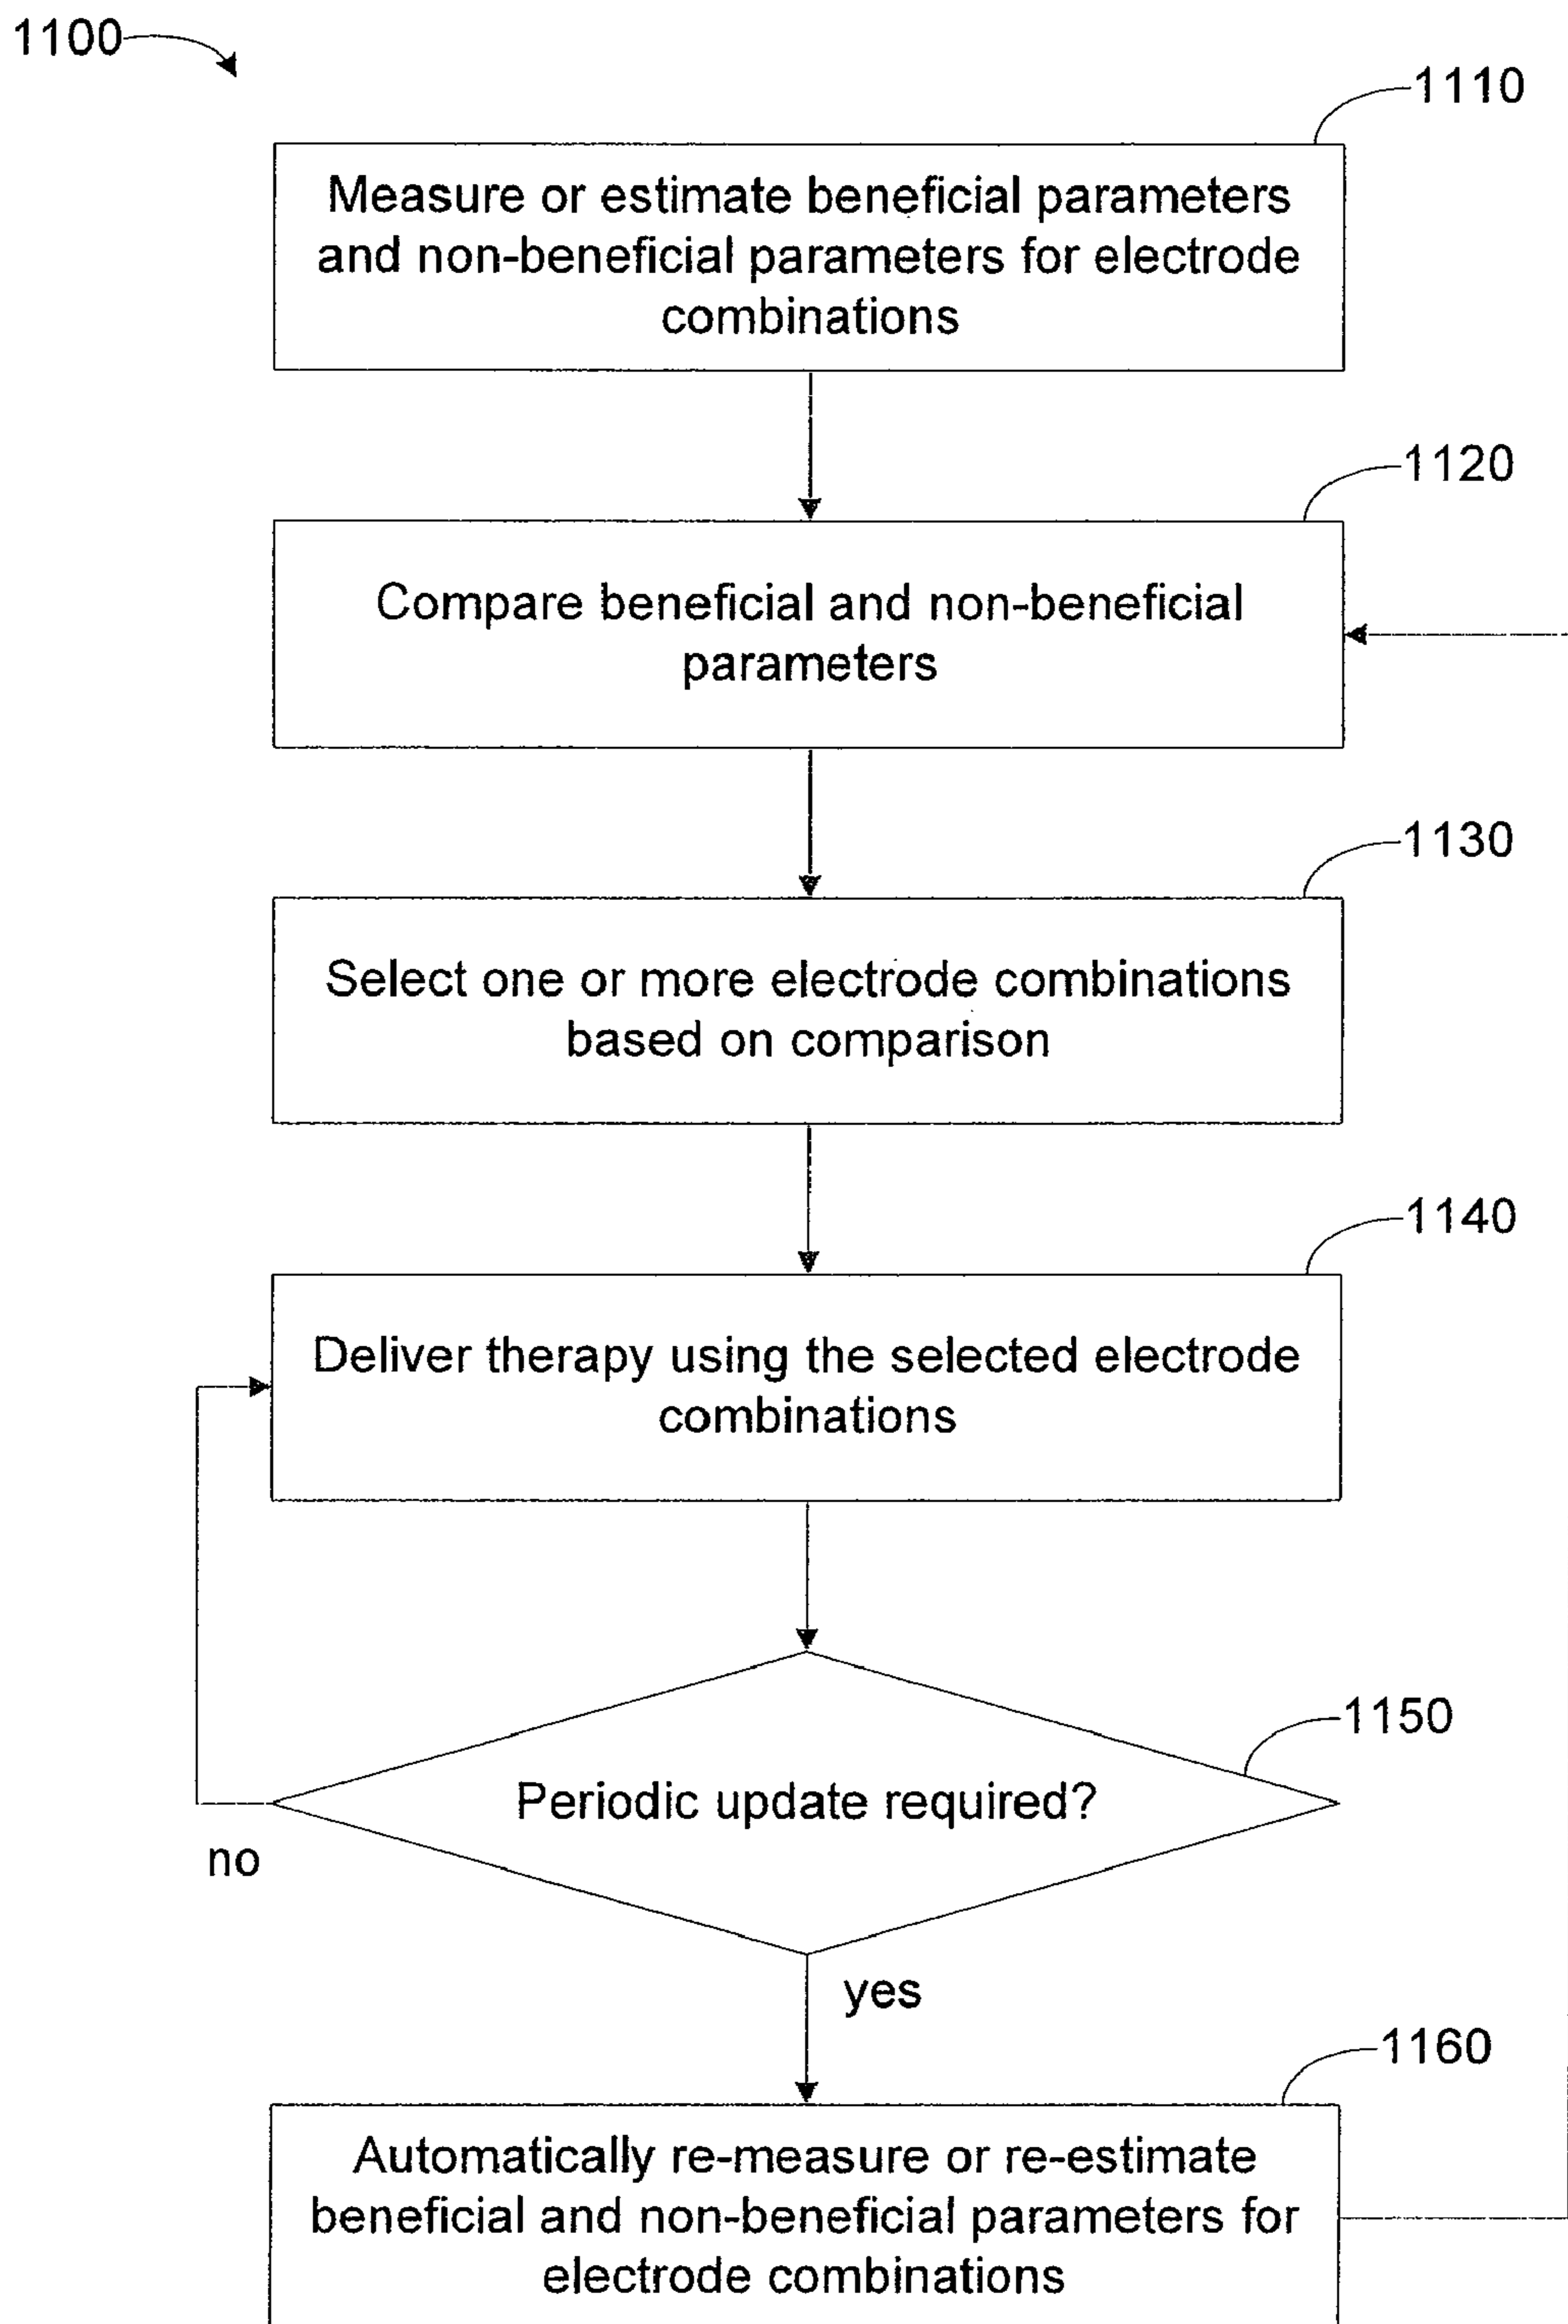 1100
1110
Measure or estimate beneficial parameters
and non-beneficial parameters for electrode
combinations
1120
Compare beneficial and non-beneficial
parameters
1130
Select one or more electrode combinations
based on comparison
1140
Deliver therapy using the selected electrode
combinations
1150
Periodic update required?
no
yes
1160
Automatically re-measure or re-estimate
beneficial and non-beneficial parameters for
electrode combinations